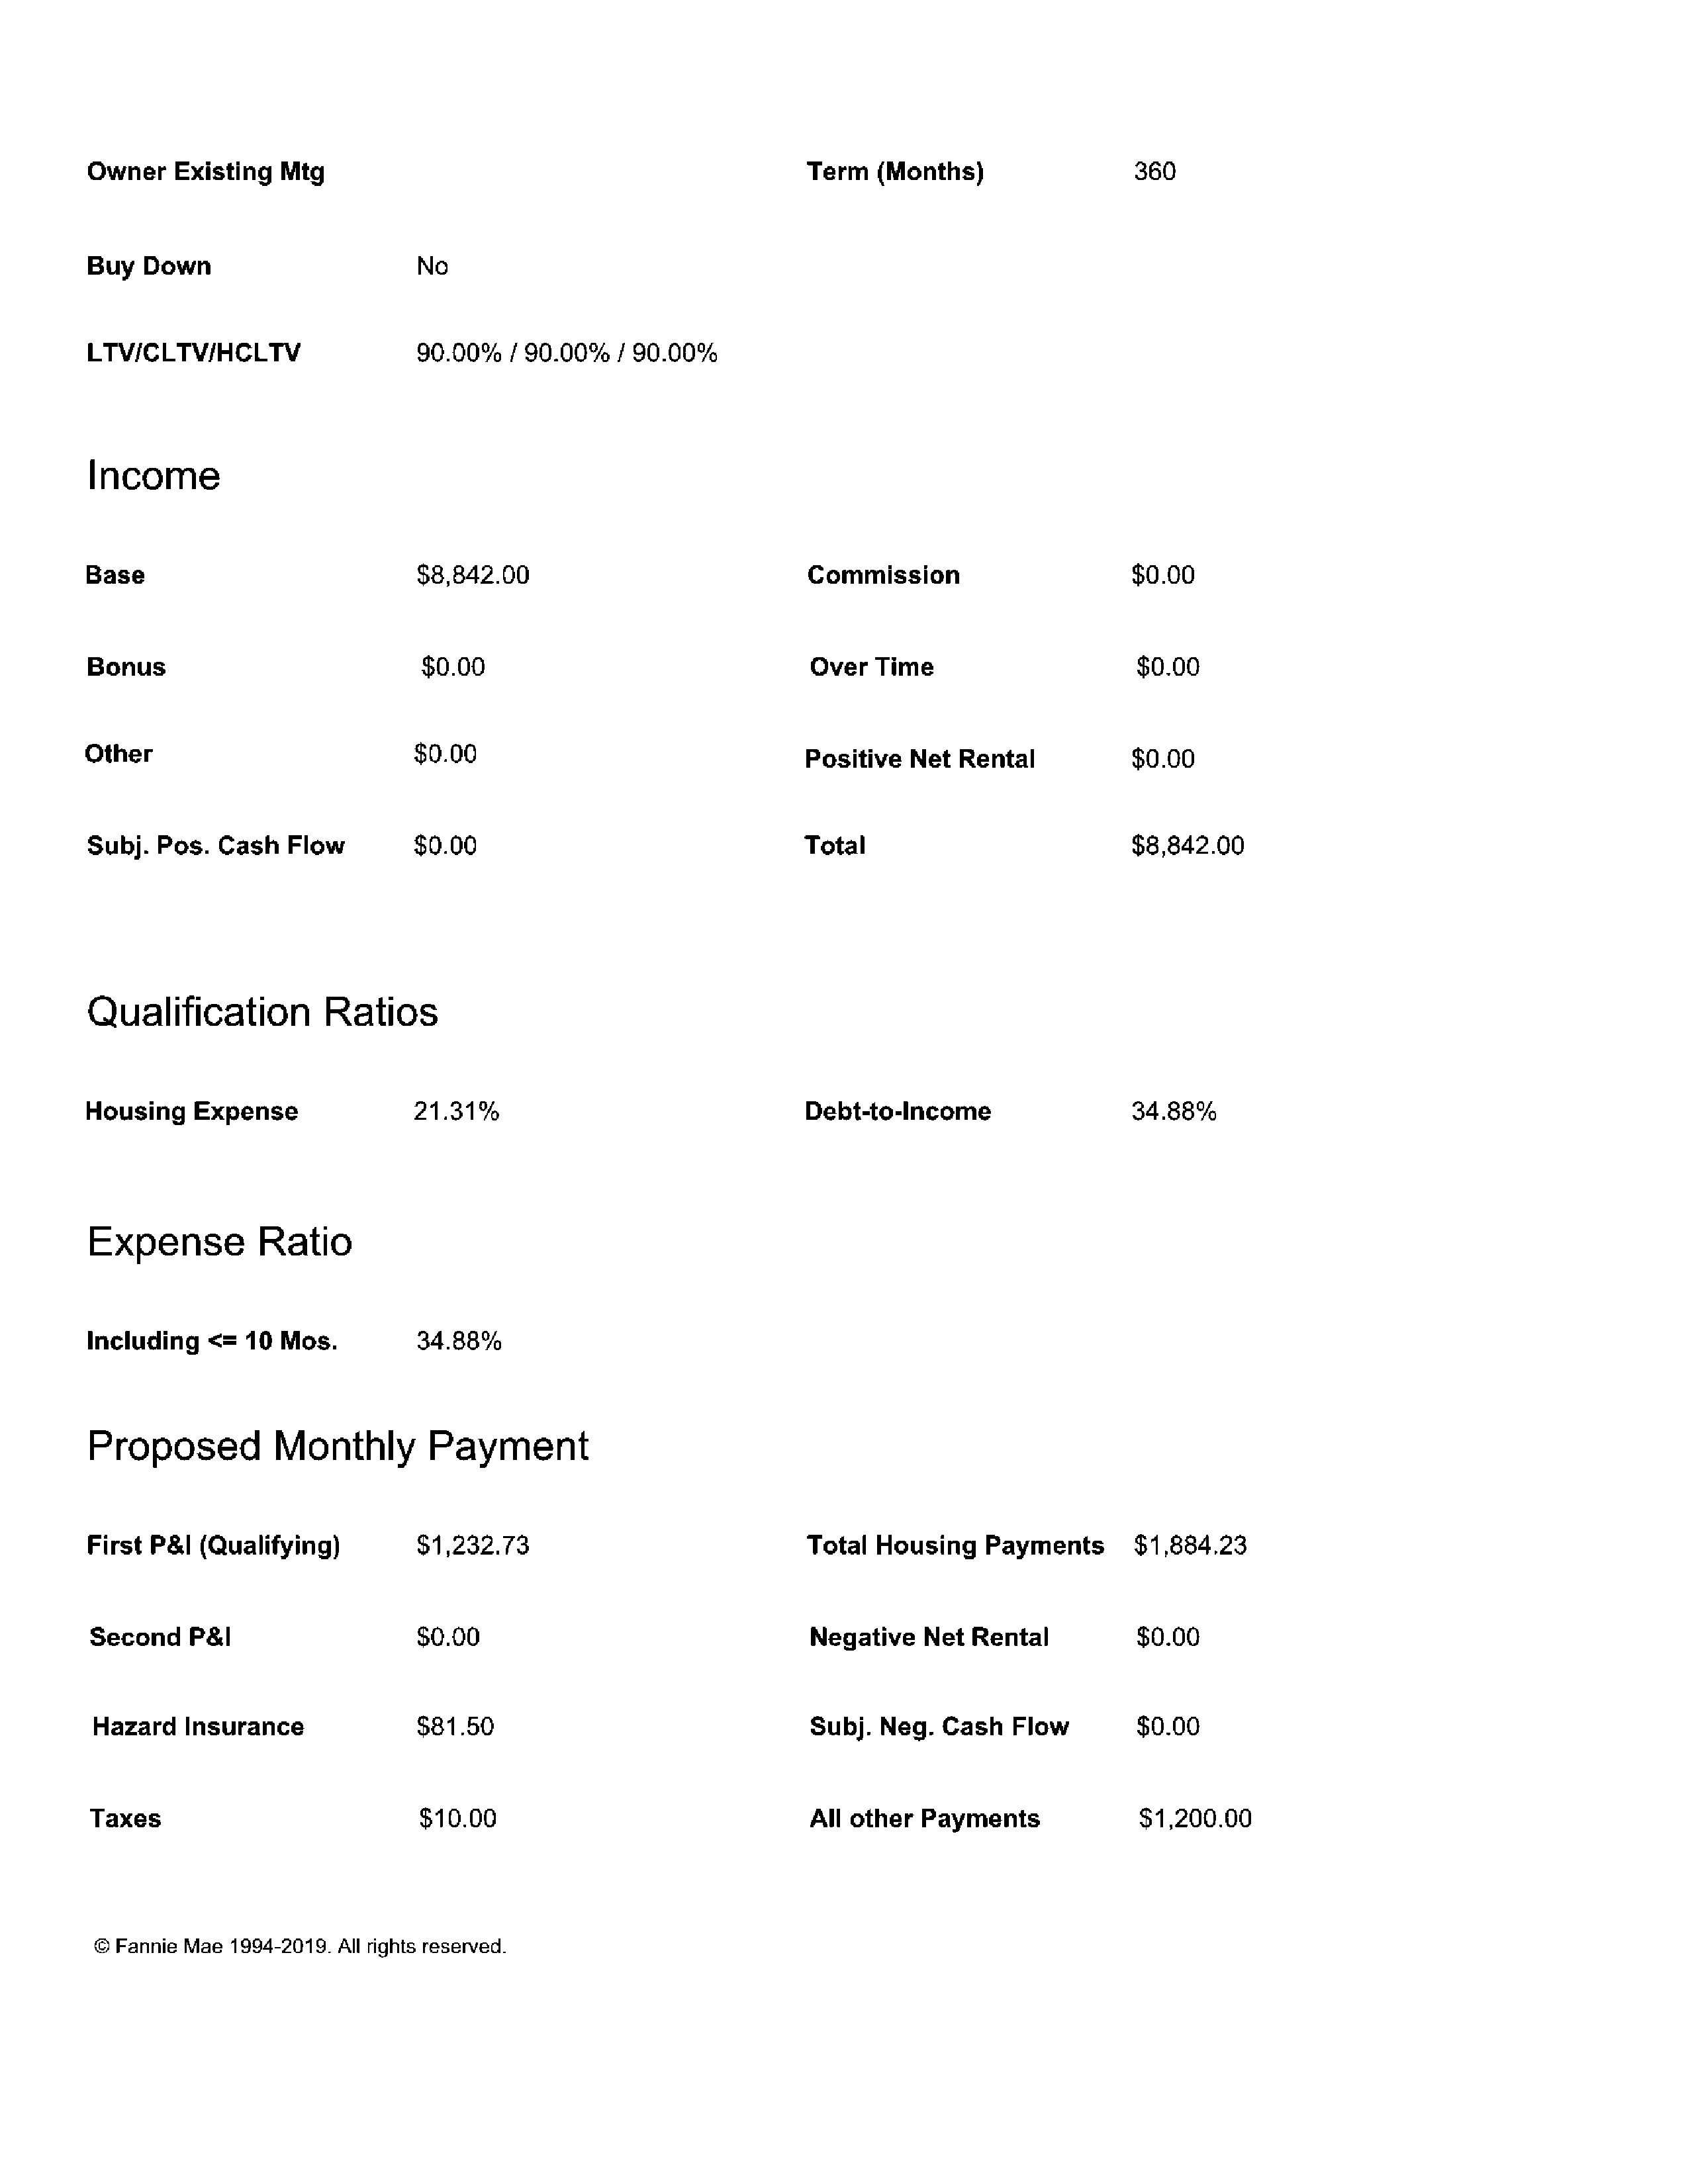 Owner Existing Mtg Term (Months) 360
Buy Down No
LTV/CLTV/HCLTV 90.00% / 90.00% / 90.00%
Income
Base $8,842.00 Commission $0.00
Bonus $0.00 Over Time $0.00
Other $0.00 Positive Net Rental $0.00
Subj. Pos. Cash Flow $0.00 Total $8,842.00
Qualification Ratios
Housing Expense 21.31% Debt-to-Income 34.88%
Expense Ratio
Including <= 10 Mos. 34.88%
Proposed Monthly Payment
First P&I (Qualifying) $1,232.73 Total Housing Payments $1,884.23
Second P&I $0.00 Negative Net Rental $0.00
Hazard Insurance $81.50 Subj. Neg. Cash Flow $0.00
Taxes $10.00 All other Payments $1,200.00
© Fannie Mae 1994-2019. All rights reserved.